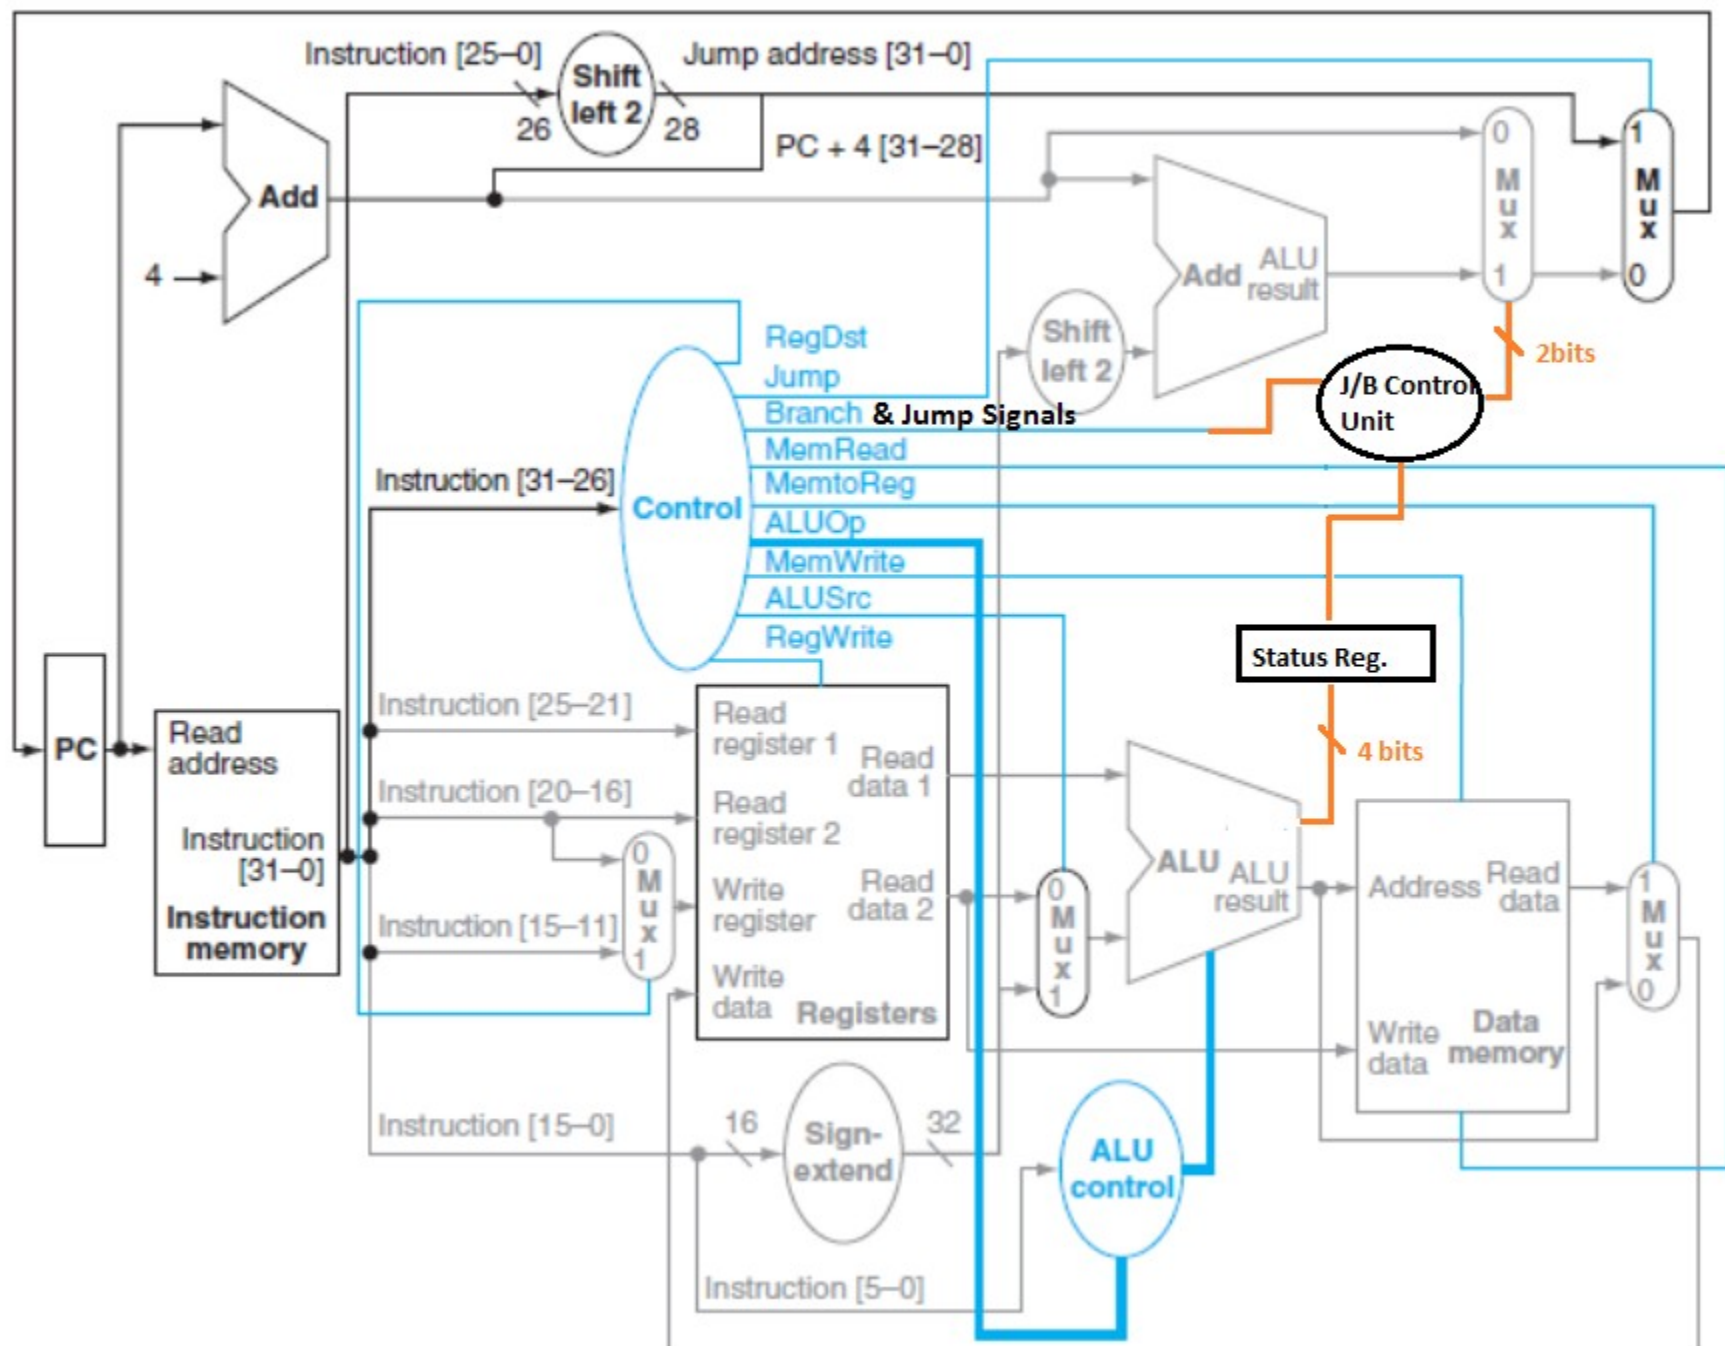 Instruction [25–0]
Shift
left 2
Jump address [31–0]
26
28
PC + 4 [31–28]
Add
4
0
M
u
x
1
1
M
u
x
0
Add
ALU
result
Shift
left 2
2bits
J/B Control
Unit
RegDst
Jump
Branch & Jump Signals
MemRead
MemtoReg
ALUOp
MemWrite
ALUSrc
RegWrite
Instruction [31–26]
Control
Status Reg.
4 bits
PC
Read
address
Instruction
[31–0]
Instruction
memory
Instruction [25–21]
Instruction [20–16]
Instruction [15–11]
0
M
u
x
1
Read
register 1
Read
register 2
Write
register
Write
data
Read
data 1
Read
data 2
Registers
0
M
u
x
1
ALU
ALU
result
Address
Read
data
Write
data
Data
memory
1
M
u
x
0
Instruction [15–0]
16
Sign-
extend
32
ALU
control
Instruction [5–0]